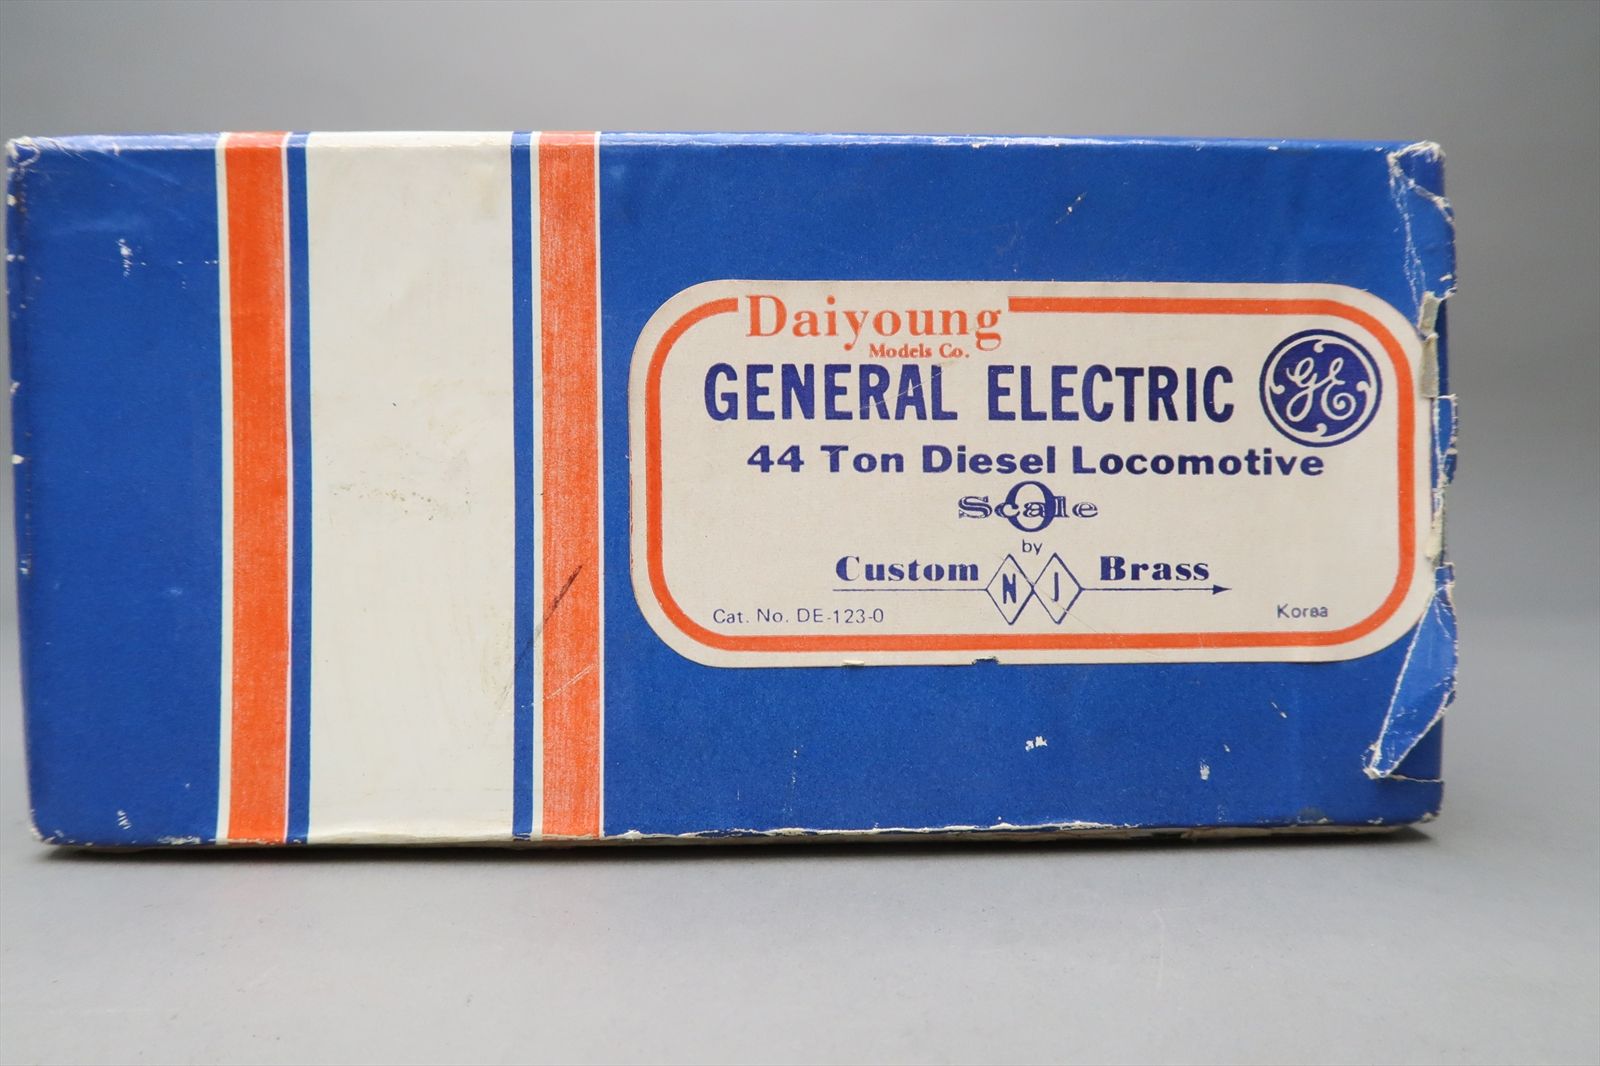 Daiyoung
Models Co.
GENERAL ELECTRIC
GE
44 Ton Diesel Locomotive
O Scale
by
Custom NJ Brass
Cat. No. DE-123-0
Korea